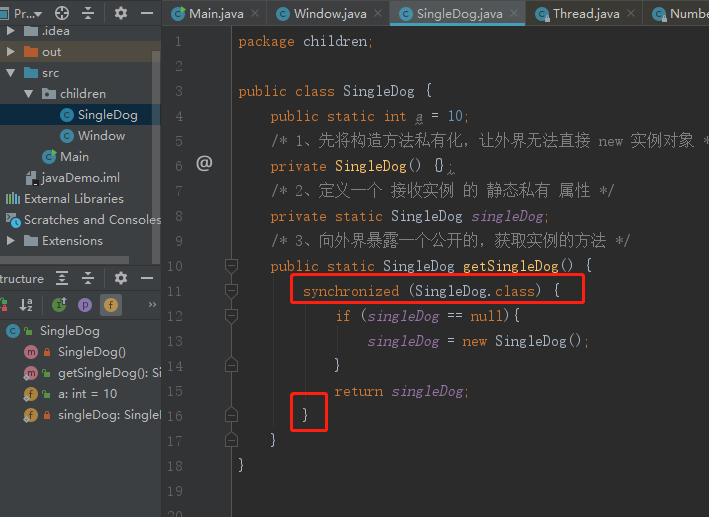 Pr..
Main.java
Window.java
SingleDog.java
Thread.java
Numbe
.idea
out
src
children
SingleDog
Window
Main
javaDemo.iml
External Libraries
Scratches and Consoles
Extensions
tructure
SingleDog
SingleDog()
getSingleDog(): Si
a: int = 10
singleDog: SingleD
1 package children;
2
3 public class SingleDog {
4 public static int a = 10;
5 /* 1、先将构造方法私有化，让外界无法直接 new 实例对象 *
6 @ private SingleDog() {};
7 /* 2、定义一个 接收实例 的 静态私有 属性 */
8 private static SingleDog singleDog;
9 /* 3、向外界暴露一个公开的，获取实例的方法 */
10 public static SingleDog getSingleDog() {
11 synchronized (SingleDog.class) {
12 if (singleDog == null){
13 singleDog = new SingleDog();
14 }
15 return singleDog;
16 }
17 }
18 }
19
20